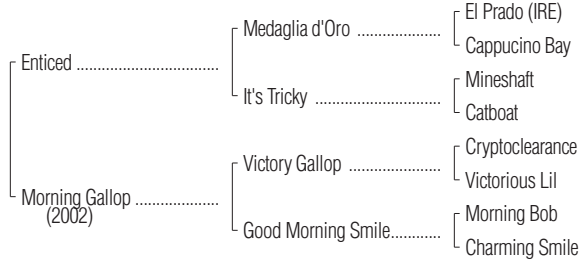 El Prado (IRE)
Medaglia d'Oro ..................
Cappucino Bay
Enticed ..................................
Mineshaft
It's Tricky ...........................
Catboat
Cryptoclearance
Victory Gallop ....................
Victorious Lil
Morning Gallop ....................
(2002)
Morning Bob
Good Morning Smile............
Charming Smile